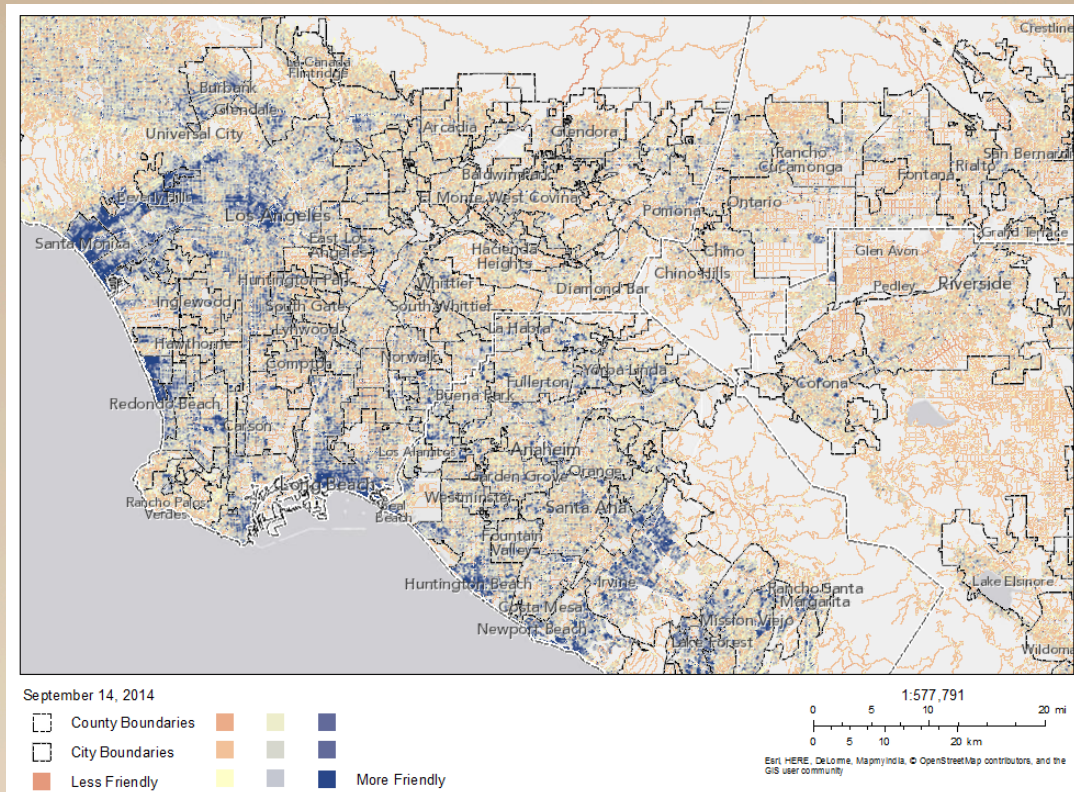 Crestline
La Canada
Flintridge
Burbank
Glendale
Universal City
Arcadia
Glendora
Rancho
Cucamonga
San Bernard
Rialto
Fontana
Baldwin Park
Beverly Hills
El Monte West Covina
Pomona
Ontario
Los Angeles
Santa Monica
East Los
Angeles
Grand Terrace
Hacienda
Heights
Chino
Glen Avon
Chino Hills
Huntington Park
Whittier
Diamond Bar
Pedley
Riverside
Inglewood
South Gate
South Whittier
Lynwood
La Habra
Hawthorne
Norwalk
Compton
Yorba Linda
Fullerton
Corona
Redondo Beach
Buena Park
Carson
Los Alamitos
Anaheim
Garden Grove
Orange
Long Beach
Rancho Palos
Verdes
Westminster
Seal
Beach
Santa Ana
Fountain
Valley
Huntington Beach
Irvine
Lake Elsinore
Rancho Santa
Margarita
Costa Mesa
Mission Viejo
Newport Beach
Lake Forest
Wildoma
September 14, 2014
1:577,791
0 5 10 20 mi
0 5 10 20 km
County Boundaries
City Boundaries
Less Friendly
More Friendly
Esri, HERE, DeLorme, MapmyIndia, © OpenStreetMap contributors, and the
GIS user community